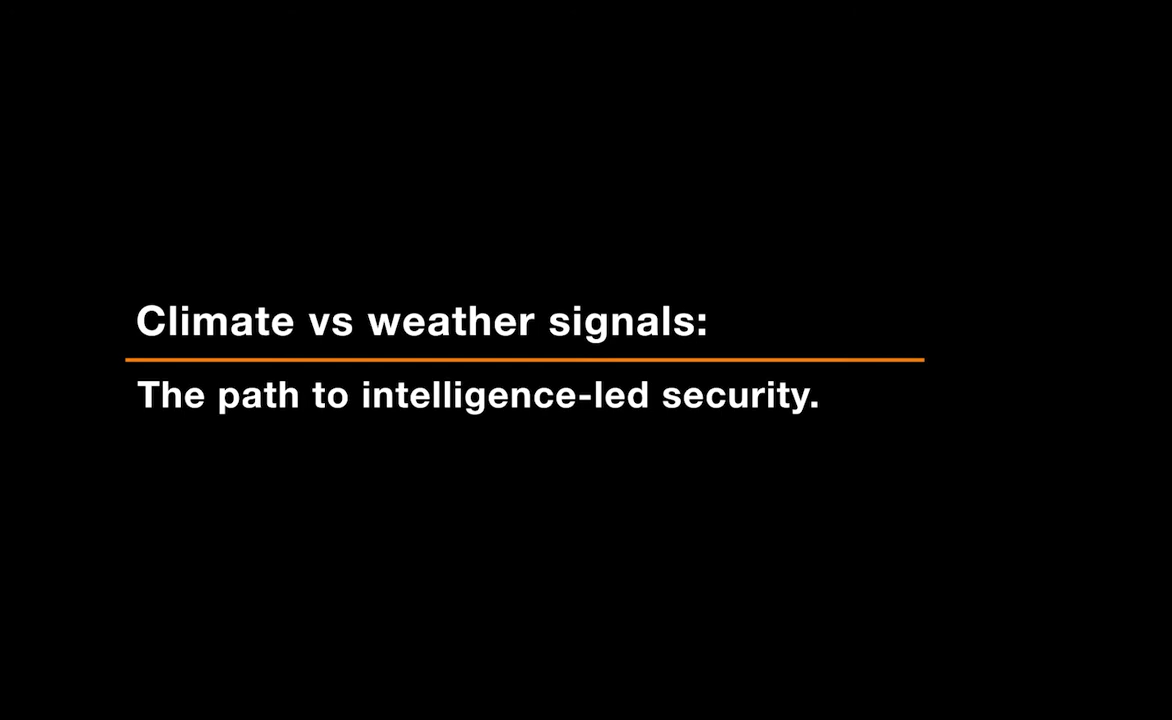 Climate vs weather signals:
The path to intelligence-led security.